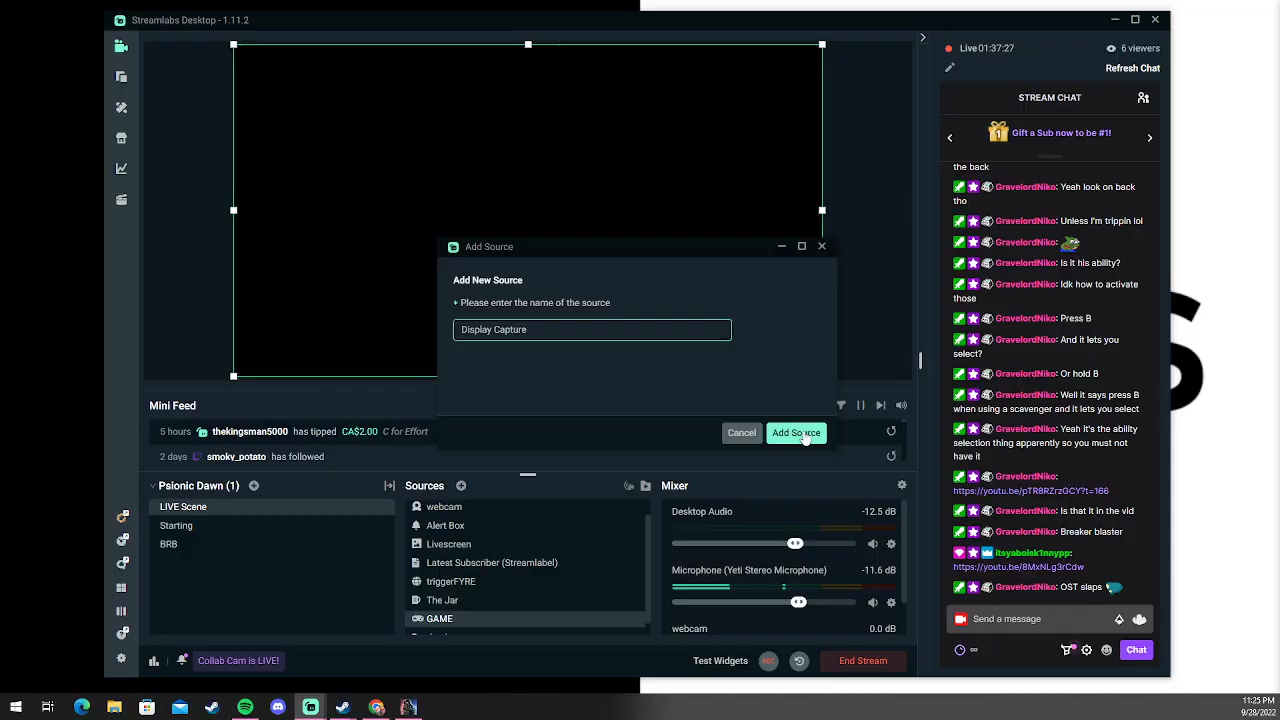 Streamlabs Desktop - 1.11.2
Live 01:37:27
6 viewers
Refresh Chat
STREAM CHAT
Gift a Sub now to be #1!
the back
GravelordNiko: Yeah look on back
tho
GravelordNiko: Unless I'm trippin lol
GravelordNiko:
GravelordNiko: Is it his ability?
GravelordNiko: Idk how to activate
those
GravelordNiko: Press B
GravelordNiko: And it lets you
select?
GravelordNiko: Or hold B
GravelordNiko: Well it says press B
when using a scavenger and it lets you select
GravelordNiko: Yeah it's the ability
selection thing apparently so you must not
have it
GravelordNiko:
https://youtu.be/pTR8RZrzGCY?t=166
GravelordNiko: Is that it in the vid
GravelordNiko: Breaker blaster
itsyabolsk1nnypp:
https://youtu.be/8MxNLg3rCdw
GravelordNiko: OST slaps
Send a message
Chat
Add Source
Add New Source
* Please enter the name of the source
Display Capture
Cancel
Add Source
Mini Feed
5 hours thekingsman5000 has tipped CA$2.00 C for Effort
2 days smoky_potato has followed
Psionic Dawn (1)
LIVE Scene
Starting
BRB
Sources
webcam
Alert Box
Livescreen
Latest Subscriber (Streamlabel)
triggerFYRE
The Jar
GAME
Mixer
Desktop Audio -12.5 dB
Microphone (Yeti Stereo Microphone) -11.6 dB
webcam 0.0 dB
Collab Cam is LIVE!
Test Widgets
REC
End Stream
S
11:25 PM
9/28/2022